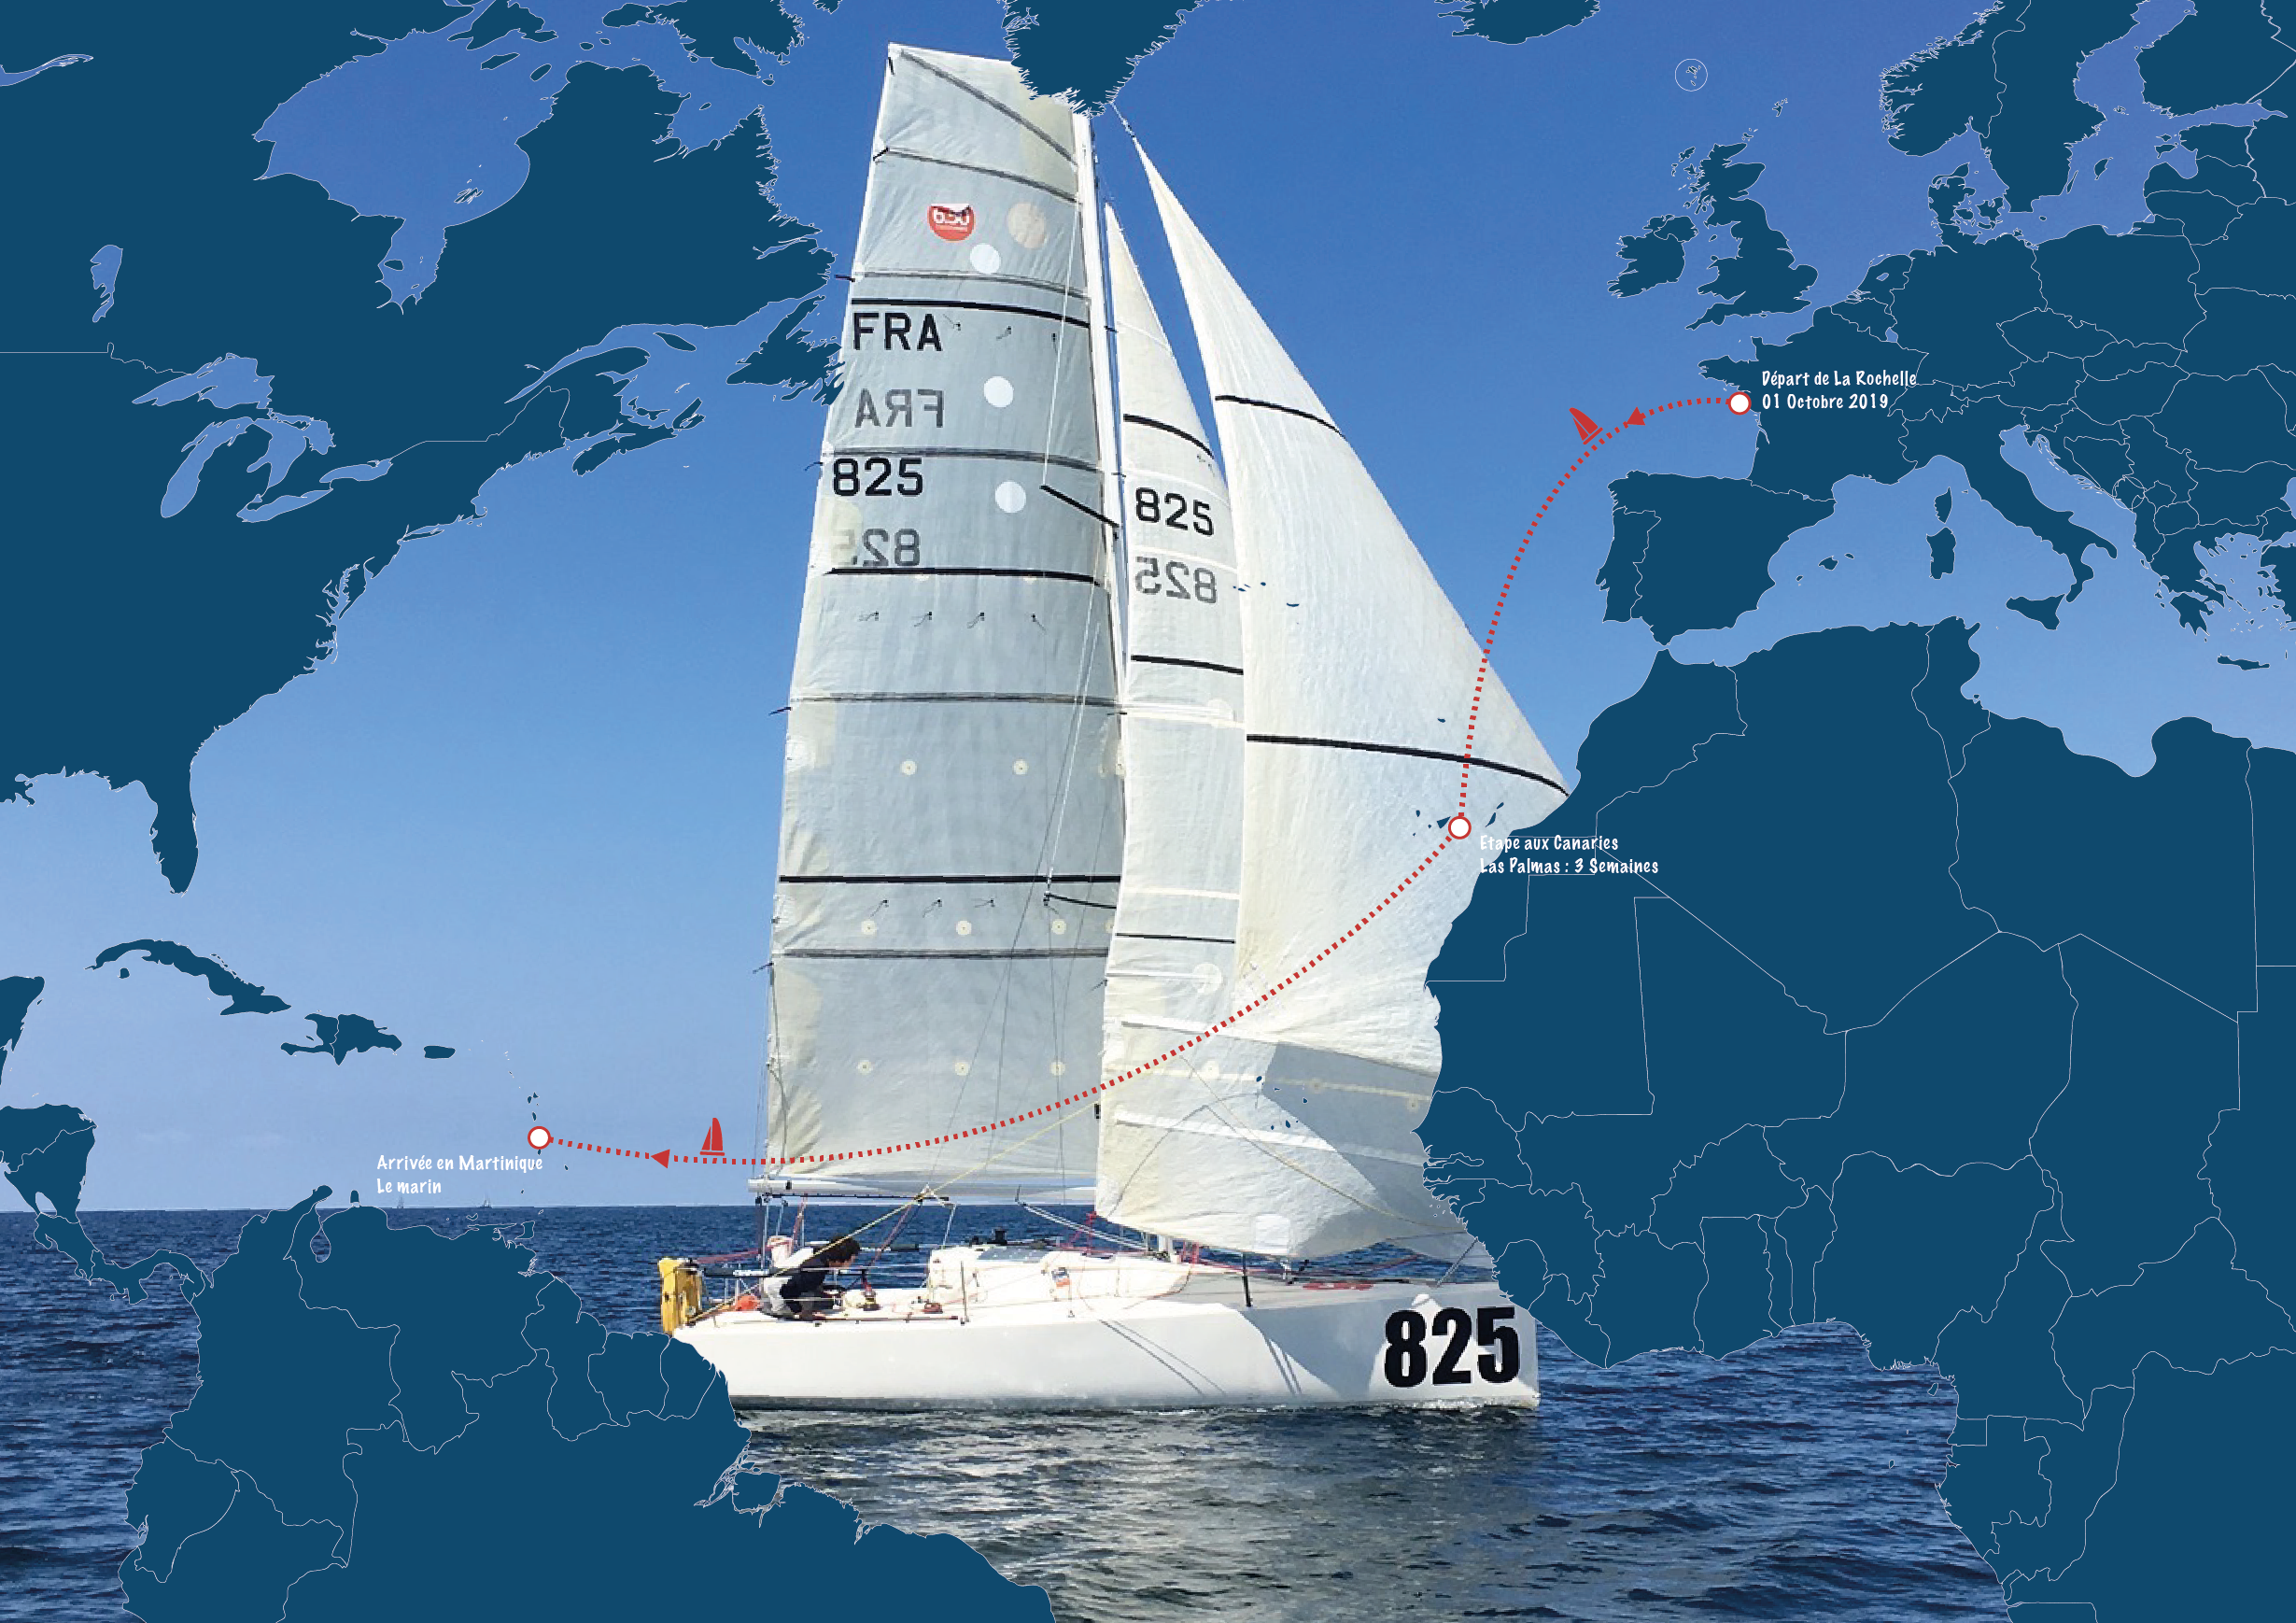 FRA
FRA
825
825
825
825
Départ de La Rochelle
01 Octobre 2019
Etape aux Canaries
Las Palmas : 3 Semaines
Arrivée en Martinique
Le marin
825